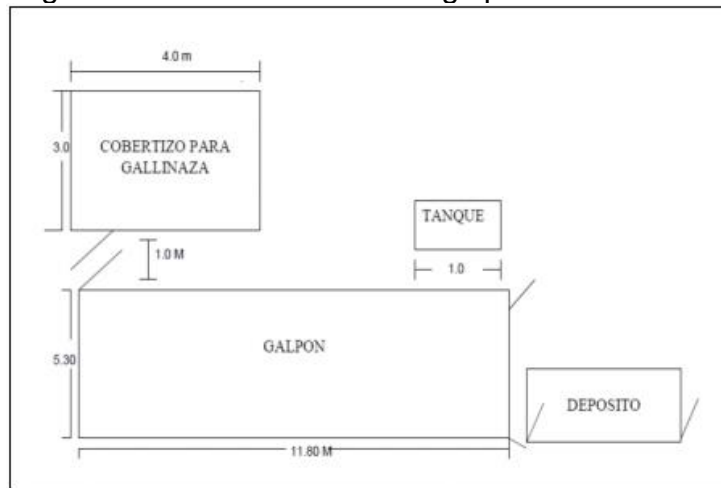 4.0 m
3.0
COBERTIZO PARA
GALLINAZA
TANQUE
1.0 M
1.0
GALPON
5.30
DEPOSITO
11.80 M